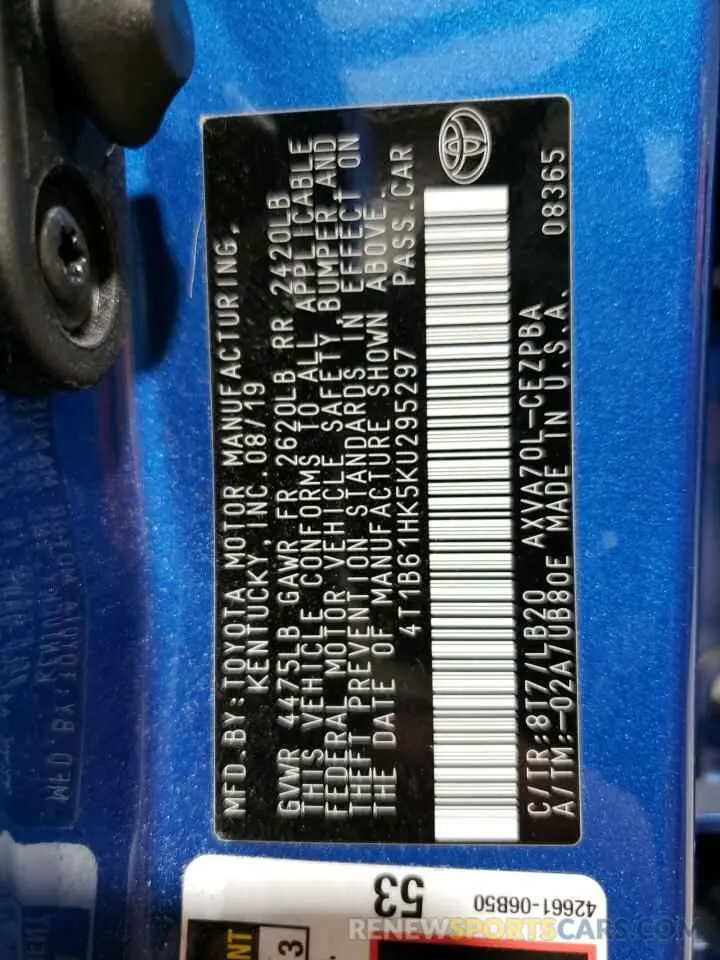 MFD.BY:TOYOTA MOTOR MANUFACTURING,
KENTUCKY, INC. 08/19
GVWR 4475LB GAWR FR 2620LB RR 2420LB
THIS VEHICLE CONFORMS TO ALL APPLICABLE
FEDERAL MOTOR VEHICLE SAFETY, BUMPER AND
THEFT PREVENTION STANDARDS IN EFFECT ON
THE DATE OF MANUFACTURE SHOWN ABOVE.
4T1B61HK5KU295297 PASS.CAR
C/TR:8T7/LB20 AXVA70L-CEZPBA
A/TM:-02A/UB80E MADE IN U.S.A. 08365
53
42661-06B50
NT
3
RENEWSPORTSCARS.COM